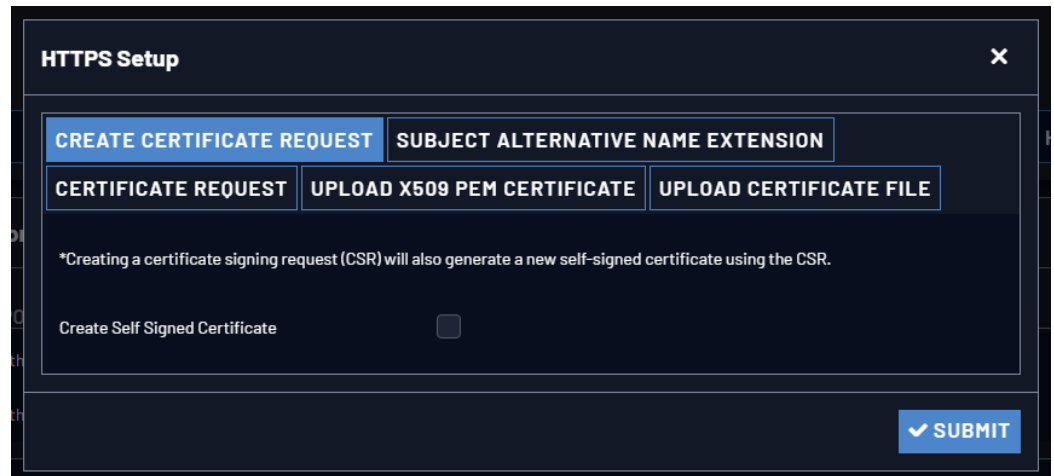 HTTPS Setup
CREATE CERTIFICATE REQUEST
SUBJECT ALTERNATIVE NAME EXTENSION
CERTIFICATE REQUEST
UPLOAD X509 PEM CERTIFICATE
UPLOAD CERTIFICATE FILE
*Creating a certificate signing request (CSR) will also generate a new self-signed certificate using the CSR.
Create Self Signed Certificate
SUBMIT